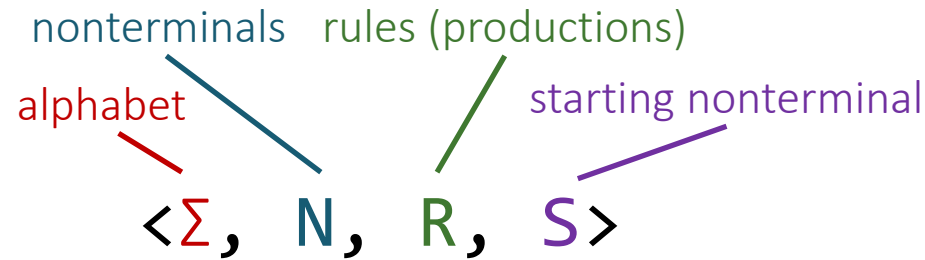 nonterminals rules (productions)
alphabet starting nonterminal
<Σ, N, R, S>